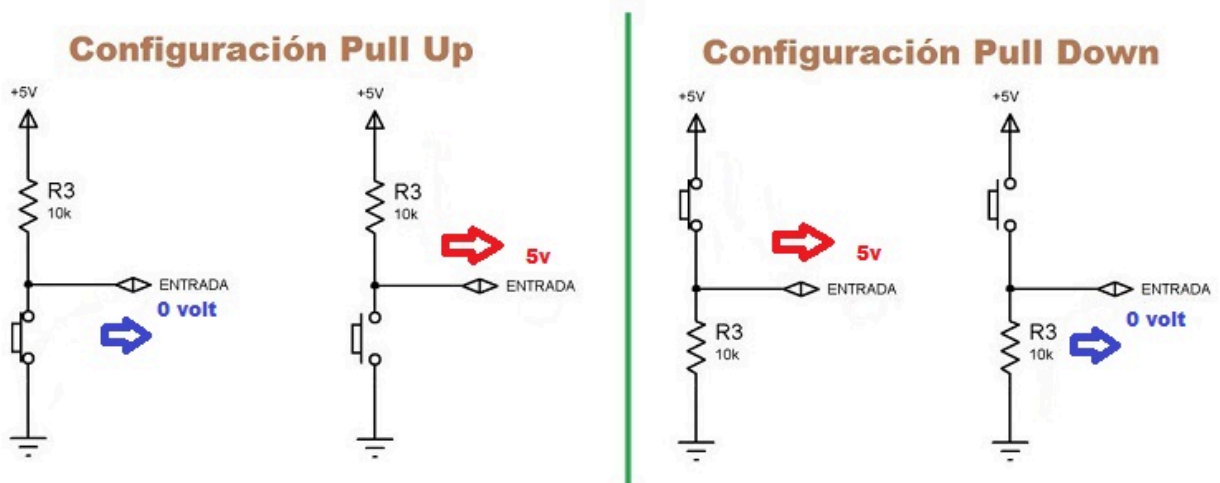 Configuración Pull Up
+5V
R3
10k
ENTRADA
0 volt
+5V
R3
10k
5v
ENTRADA
Configuración Pull Down
+5V
5v
ENTRADA
R3
10k
+5V
ENTRADA
0 volt
R3
10k